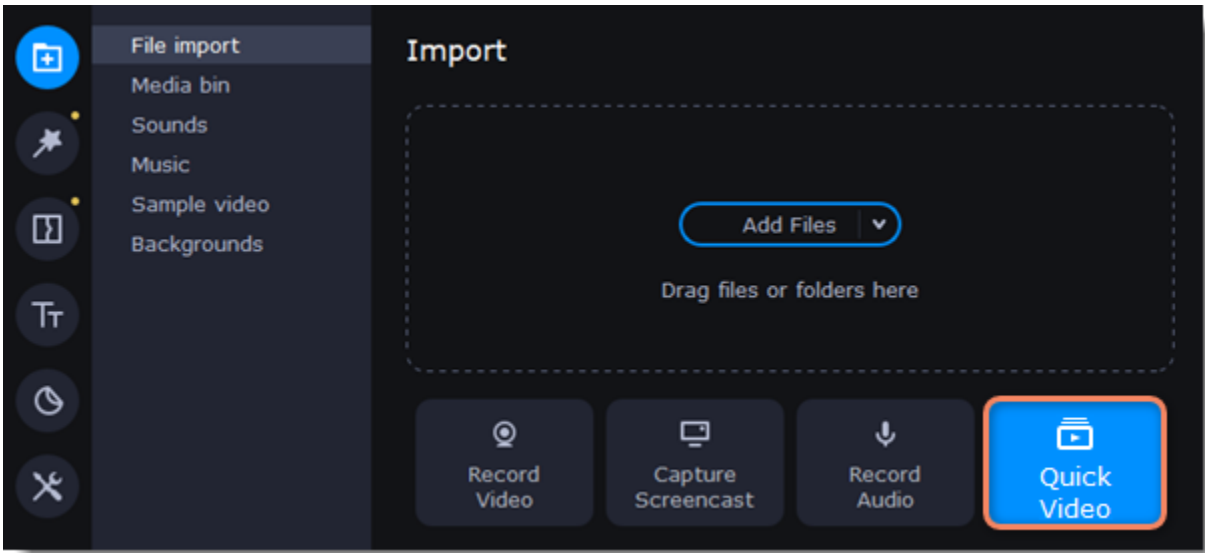 File import
Media bin
Sounds
Music
Sample video
Backgrounds
Import
Add Files
Drag files or folders here
Record
Video
Capture
Screencast
Record
Audio
Quick
Video
TT